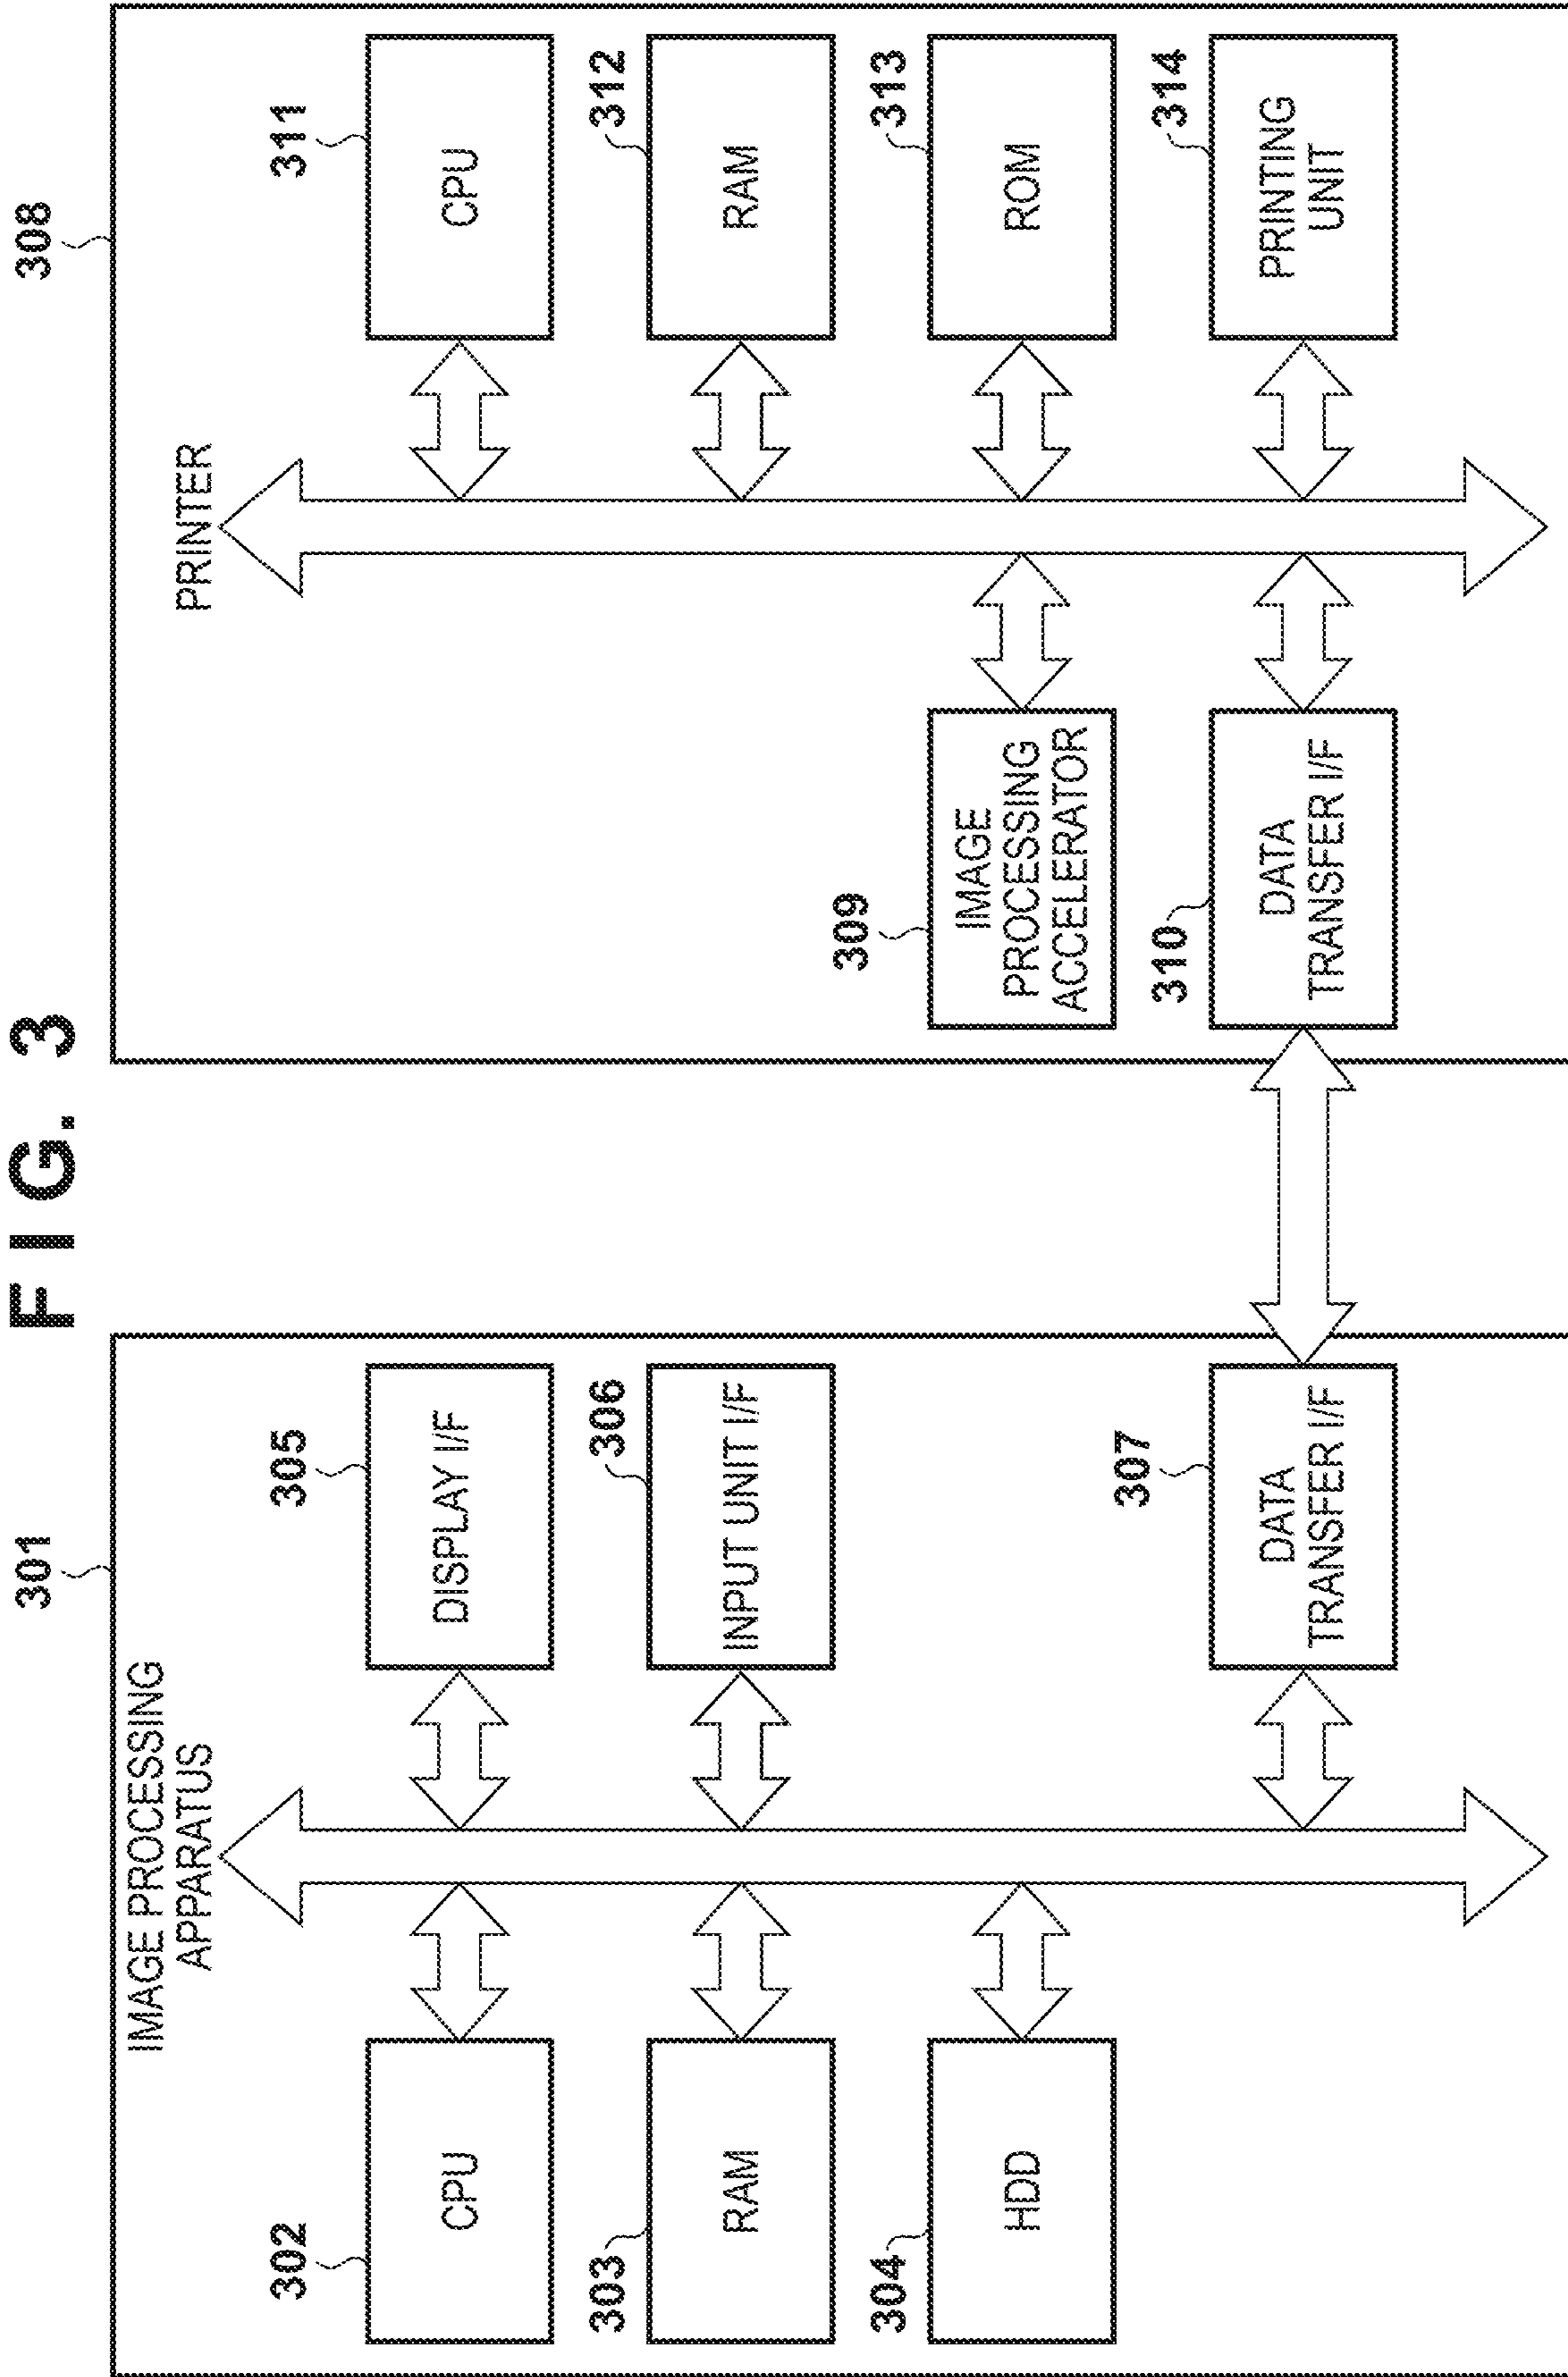 FIG. 3
301
IMAGE PROCESSING
APPARATUS
302
CPU
303
RAM
304
HDD
305
DISPLAY I/F
306
INPUT UNIT I/F
307
DATA
TRANSFER I/F
308
PRINTER
309
IMAGE
PROCESSING
ACCELERATOR
310
DATA
TRANSFER I/F
311
CPU
312
RAM
313
ROM
314
PRINTING
UNIT